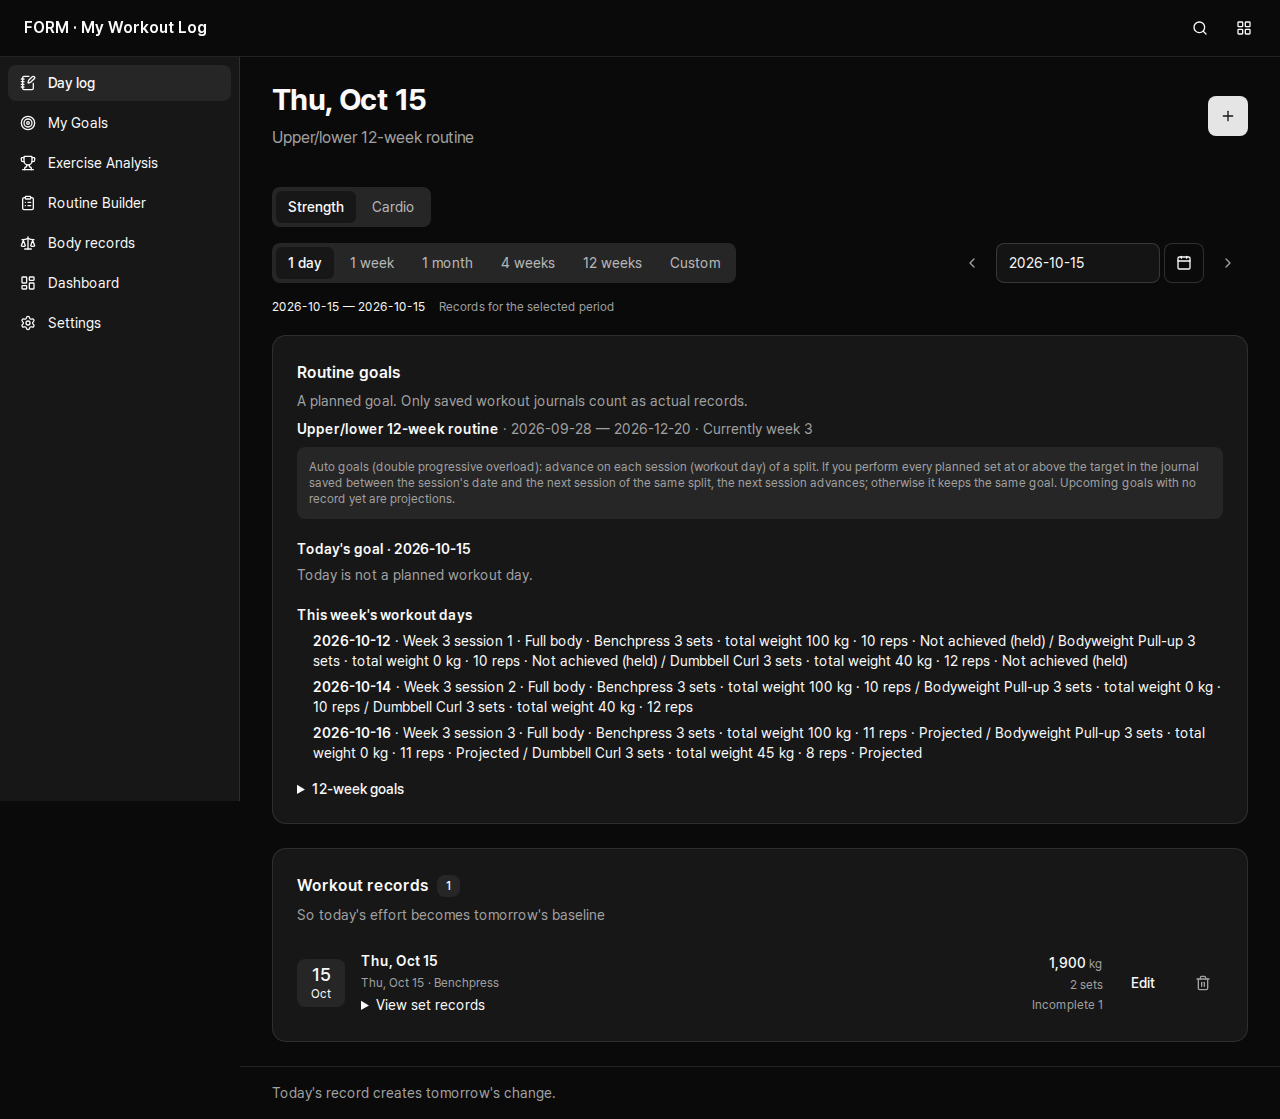 FORM · My Workout Log
Day log
My Goals
Exercise Analysis
Routine Builder
Body records
Dashboard
Settings
Thu, Oct 15
Upper/lower 12-week routine
Strength
Cardio
1 day
1 week
1 month
4 weeks
12 weeks
Custom
2026-10-15
2026-10-15 — 2026-10-15 Records for the selected period
Routine goals
A planned goal. Only saved workout journals count as actual records.
Upper/lower 12-week routine · 2026-09-28 — 2026-12-20 · Currently week 3
Auto goals (double progressive overload): advance on each session (workout day) of a split. If you perform every planned set at or above the target in the journal
saved between the session's date and the next session of the same split, the next session advances; otherwise it keeps the same goal. Upcoming goals with no
record yet are projections.
Today's goal · 2026-10-15
Today is not a planned workout day.
This week's workout days
2026-10-12 · Week 3 session 1 · Full body · Benchpress 3 sets · total weight 100 kg · 10 reps · Not achieved (held) / Bodyweight Pull-up 3
sets · total weight 0 kg · 10 reps · Not achieved (held) / Dumbbell Curl 3 sets · total weight 40 kg · 12 reps · Not achieved (held)
2026-10-14 · Week 3 session 2 · Full body · Benchpress 3 sets · total weight 100 kg · 10 reps / Bodyweight Pull-up 3 sets · total weight 0 kg ·
10 reps / Dumbbell Curl 3 sets · total weight 40 kg · 12 reps
2026-10-16 · Week 3 session 3 · Full body · Benchpress 3 sets · total weight 100 kg · 11 reps · Projected / Bodyweight Pull-up 3 sets · total
weight 0 kg · 11 reps · Projected / Dumbbell Curl 3 sets · total weight 45 kg · 8 reps · Projected
12-week goals
Workout records 1
So today's effort becomes tomorrow's baseline
15
Oct
Thu, Oct 15
Thu, Oct 15 · Benchpress
View set records
1,900 kg
2 sets
Incomplete 1
Edit
Today's record creates tomorrow's change.